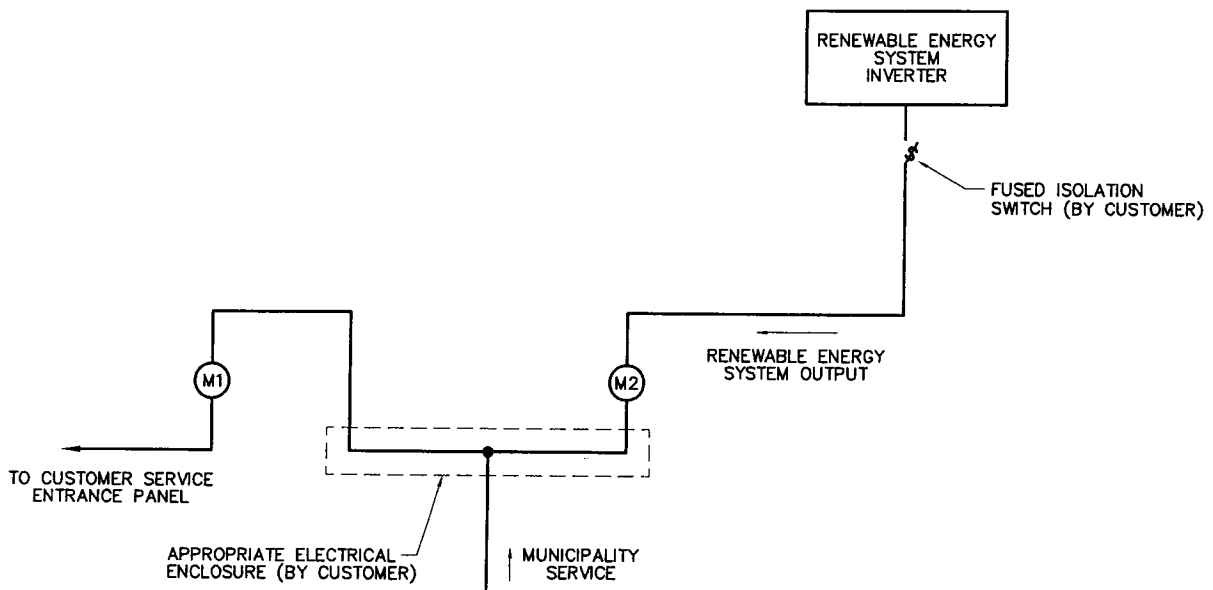 RENEWABLE ENERGY
SYSTEM
INVERTER
FUSED ISOLATION
SWITCH (BY CUSTOMER)
RENEWABLE ENERGY
SYSTEM OUTPUT
M1
M2
TO CUSTOMER SERVICE
ENTRANCE PANEL
APPROPRIATE ELECTRICAL
ENCLOSURE (BY CUSTOMER)
MUNICIPALITY
SERVICE